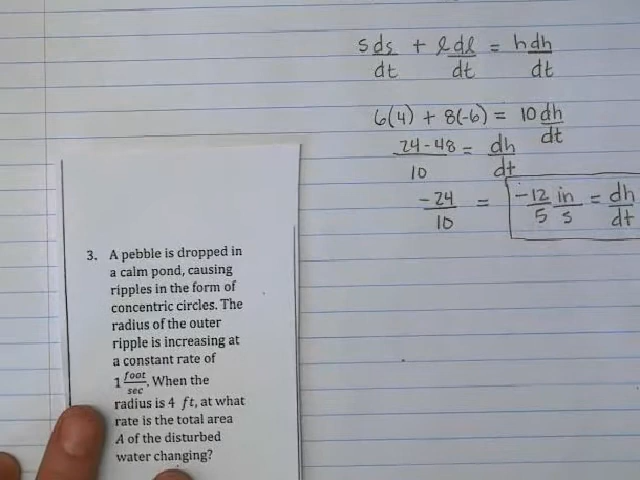 s ds/dt + l dl/dt = h dh/dt
6(4) + 8(-6) = 10 dh/dt
24-48/10 = dh/dt
-24/10 = -12/5 in/s = dh/dt
3. A pebble is dropped in
a calm pond, causing
ripples in the form of
concentric circles. The
radius of the outer
ripple is increasing at
a constant rate of
1 foot/sec. When the
radius is 4 ft, at what
rate is the total area
A of the disturbed
water changing?